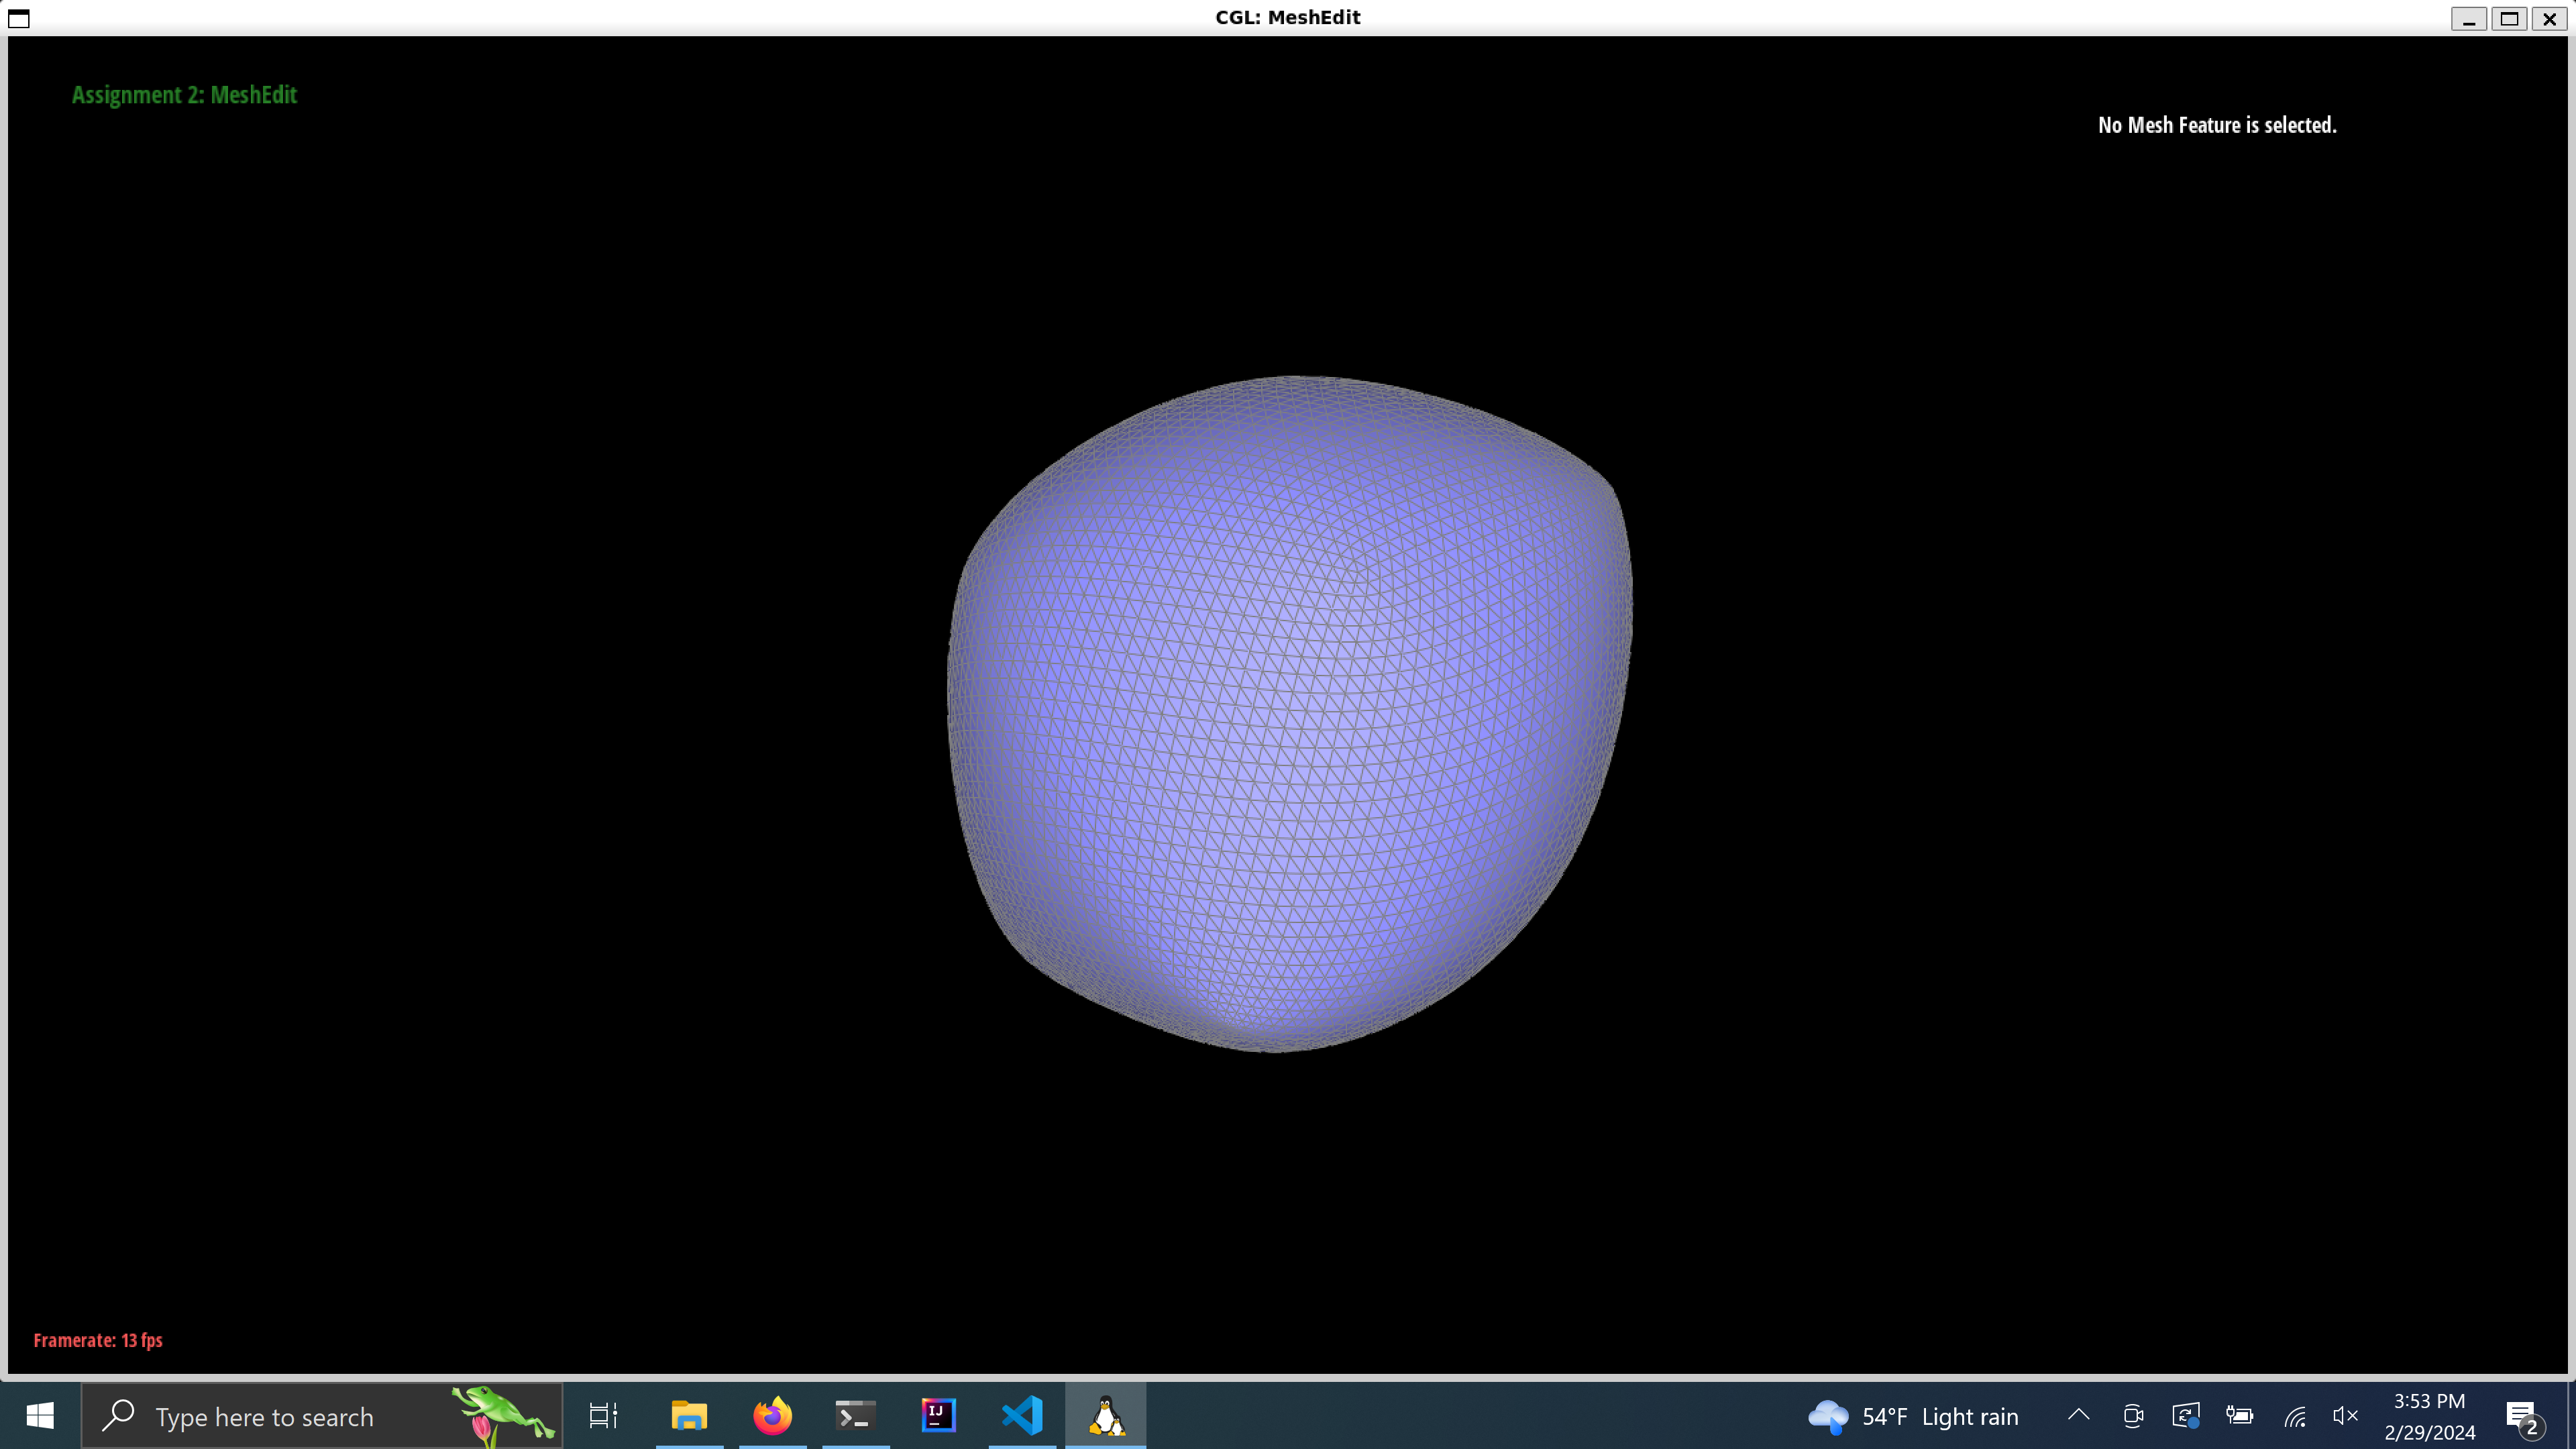 CGL: MeshEdit
Assignment 2: MeshEdit
No Mesh Feature is selected.
Framerate: 13 fps
Type here to search
IJ
54°F Light rain
3:53 PM
2/29/2024
2